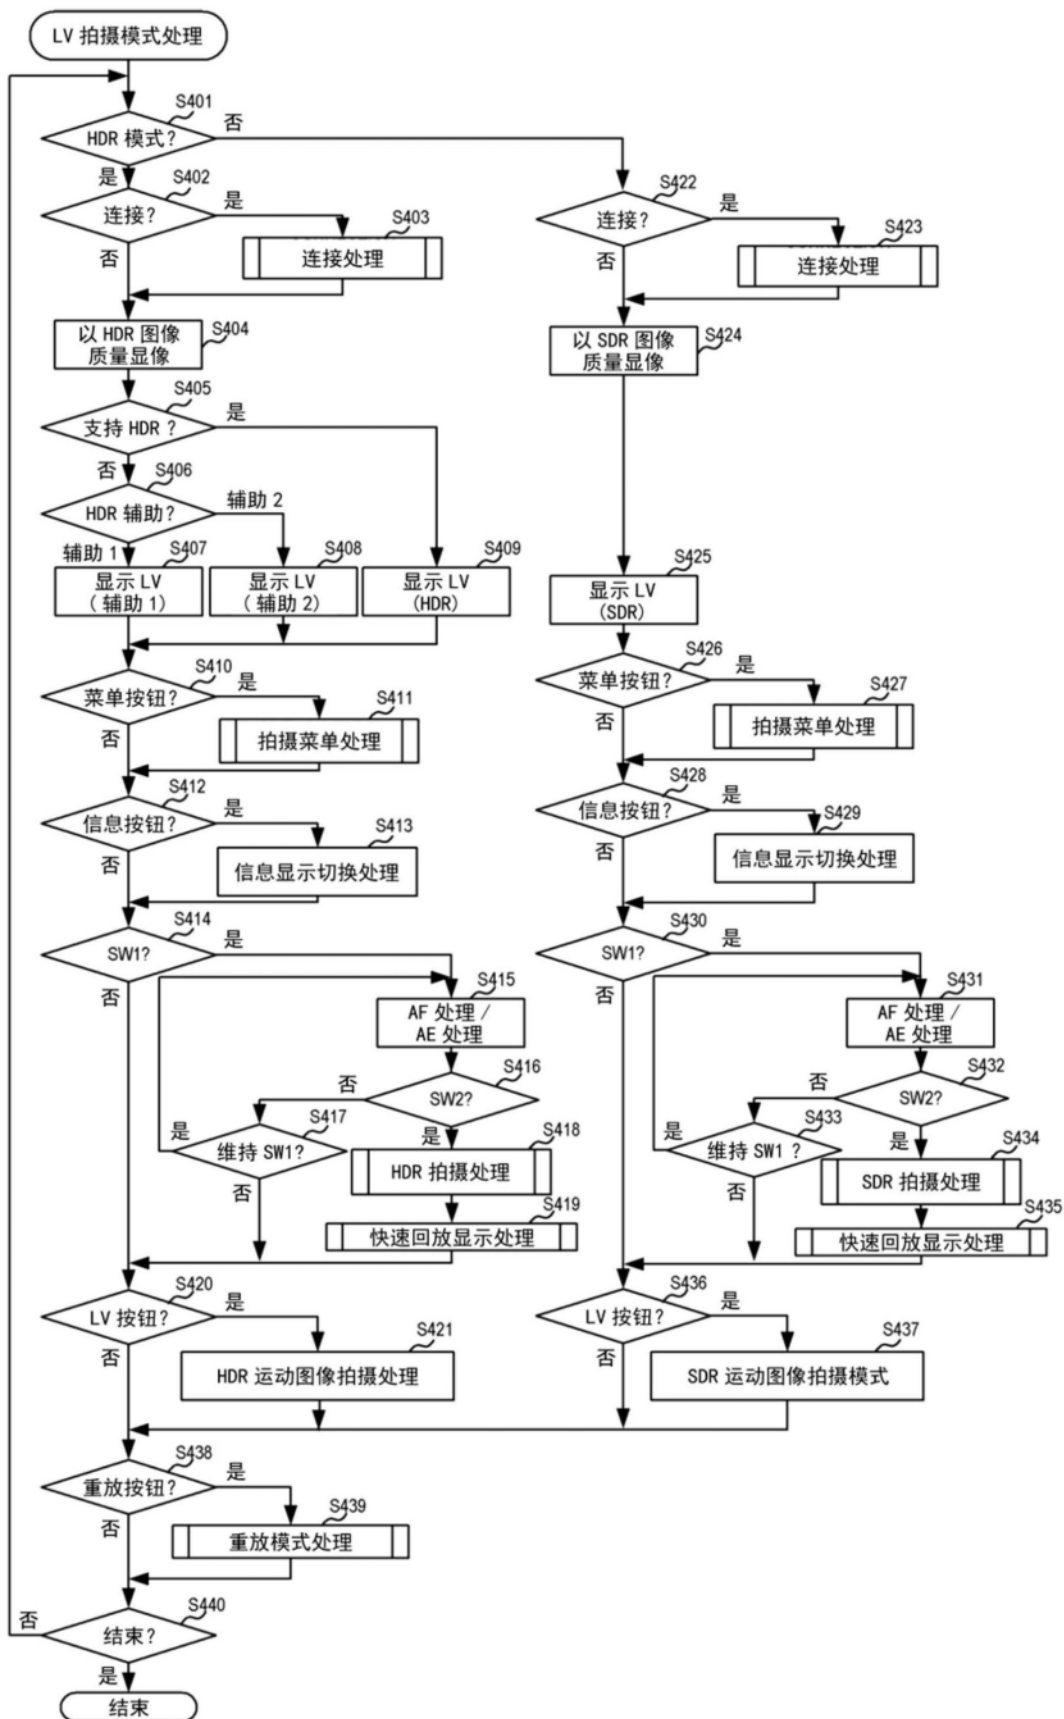 LV 拍摄模式处理
S401
HDR 模式?
否
是
S402
连接?
是
S403
连接处理
否
S422
连接?
是
S423
连接处理
否
以 HDR 图像
质量显像
S404
以 SDR 图像
质量显像
S424
S405
支持 HDR ?
是
否
S406
HDR 辅助?
辅助 2
辅助 1
S407
显示 LV
( 辅助 1)
S408
显示 LV
( 辅助 2)
S409
显示 LV
(HDR)
S425
显示 LV
(SDR)
S410
菜单按钮?
是
S411
拍摄菜单处理
否
S426
菜单按钮?
是
S427
拍摄菜单处理
否
S412
信息按钮?
是
S413
信息显示切换处理
否
S428
信息按钮?
是
S429
信息显示切换处理
否
S414
SW1?
是
否
S415
AF 处理 /
AE 处理
S416
SW2?
否
是
S417
维持 SW1?
是
否
S418
HDR 拍摄处理
S419
快速回放显示处理
S430
SW1?
是
否
S431
AF 处理 /
AE 处理
S432
SW2?
否
是
S433
维持 SW1 ?
是
否
S434
SDR 拍摄处理
S435
快速回放显示处理
S420
LV 按钮?
是
S421
HDR 运动图像拍摄处理
否
S436
LV 按钮?
是
S437
SDR 运动图像拍摄模式
否
S438
重放按钮?
是
S439
重放模式处理
否
S440
结束?
否
是
结束